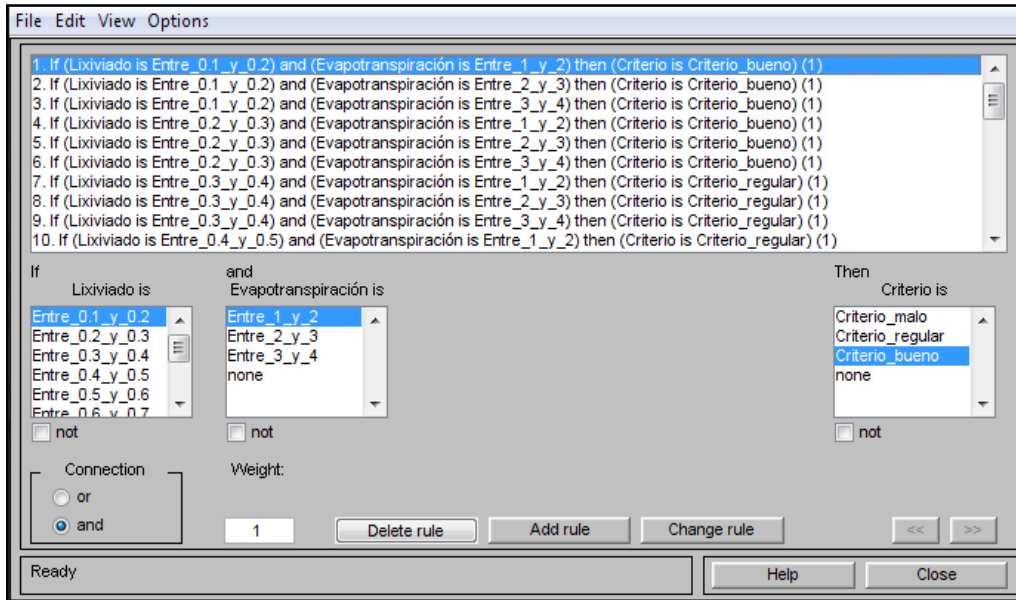 File Edit View Options
1. If (Lixiviado is Entre_0.1_y_0.2) and (Evapotranspiración is Entre_1_y_2) then (Criterio is Criterio_bueno) (1)
2. If (Lixiviado is Entre_0.1_y_0.2) and (Evapotranspiración is Entre_2_y_3) then (Criterio is Criterio_bueno) (1)
3. If (Lixiviado is Entre_0.1_y_0.2) and (Evapotranspiración is Entre_3_y_4) then (Criterio is Criterio_bueno) (1)
4. If (Lixiviado is Entre_0.2_y_0.3) and (Evapotranspiración is Entre_1_y_2) then (Criterio is Criterio_bueno) (1)
5. If (Lixiviado is Entre_0.2_y_0.3) and (Evapotranspiración is Entre_2_y_3) then (Criterio is Criterio_bueno) (1)
6. If (Lixiviado is Entre_0.2_y_0.3) and (Evapotranspiración is Entre_3_y_4) then (Criterio is Criterio_bueno) (1)
7. If (Lixiviado is Entre_0.3_y_0.4) and (Evapotranspiración is Entre_1_y_2) then (Criterio is Criterio_regular) (1)
8. If (Lixiviado is Entre_0.3_y_0.4) and (Evapotranspiración is Entre_2_y_3) then (Criterio is Criterio_regular) (1)
9. If (Lixiviado is Entre_0.3_y_0.4) and (Evapotranspiración is Entre_3_y_4) then (Criterio is Criterio_regular) (1)
10. If (Lixiviado is Entre_0.4_y_0.5) and (Evapotranspiración is Entre_1_y_2) then (Criterio is Criterio_regular) (1)
If
Lixiviado is
Entre_0.1_y_0.2
Entre_0.2_y_0.3
Entre_0.3_y_0.4
Entre_0.4_y_0.5
Entre_0.5_y_0.6
Entre_0.6_y_0.7
not
and
Evapotranspiración is
Entre_1_y_2
Entre_2_y_3
Entre_3_y_4
none
not
Then
Criterio is
Criterio_malo
Criterio_regular
Criterio_bueno
none
not
Connection
or
and
Weight:
1
Delete rule
Add rule
Change rule
<<
>>
Ready
Help
Close